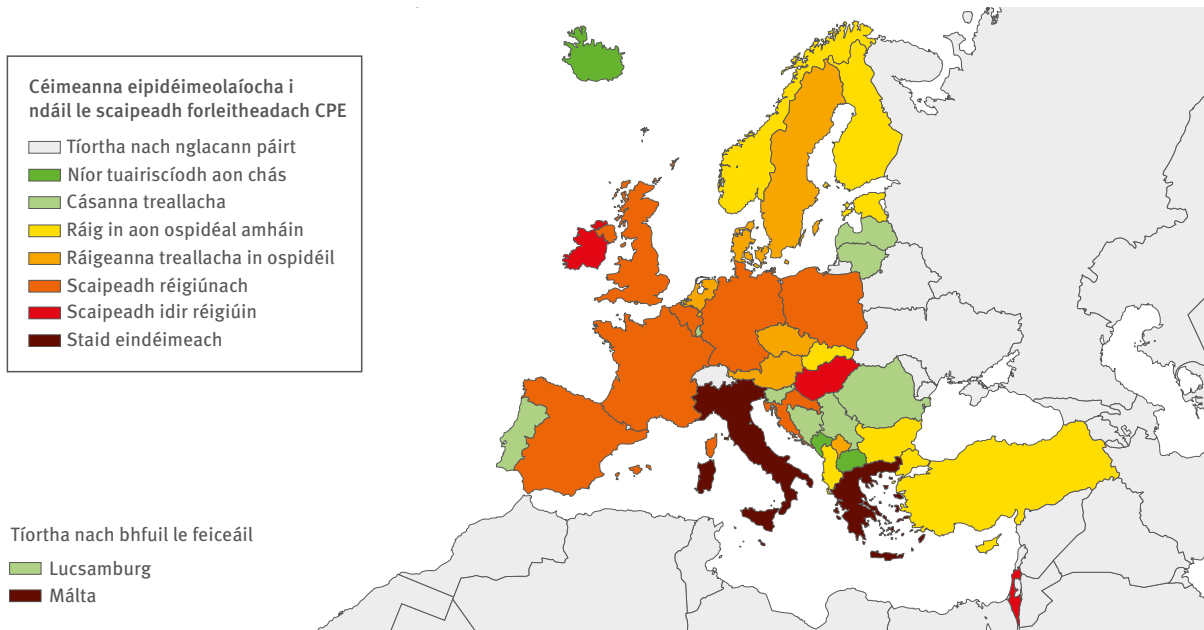 Céimeanna eipidéimeolaíocha i
ndáil le scaipeadh forleitheadach CPE
Tíortha nach nglacann páirt
Níor tuairiscíodh aon chás
Cásanna treallacha
Ráig in aon ospidéal amháin
Ráigeanna treallacha in ospidéil
Scaipeadh réigiúnach
Scaipeadh idir réigiúin
Staid eindéimeach
Tíortha nach bhfuil le feiceáil
Lucsamburg
Málta